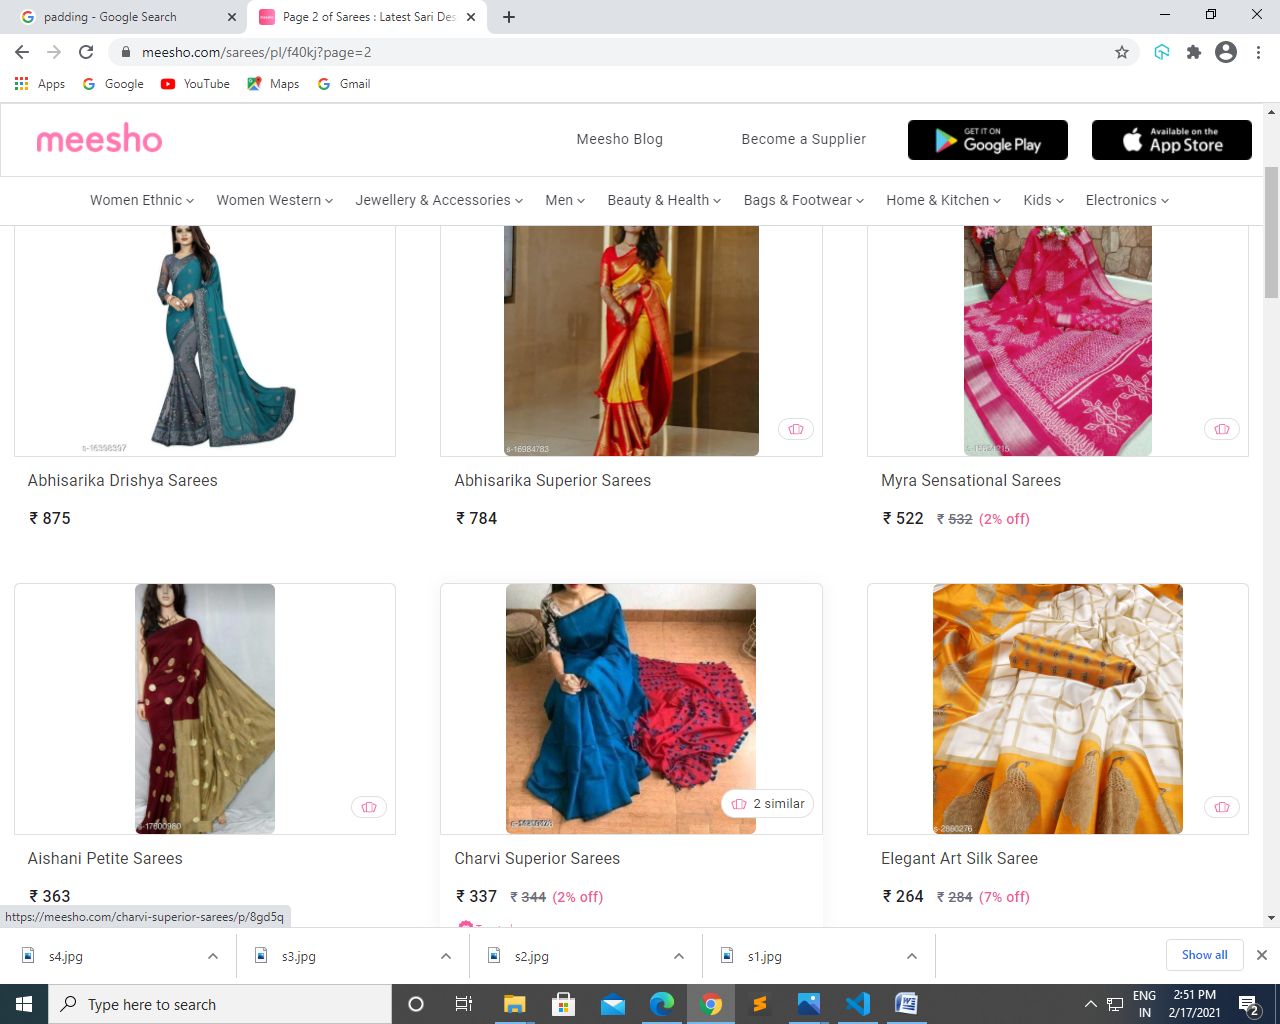 padding - Google Search
Page 2 of Sarees : Latest Sari Des
meesho.com/sarees/pl/f40kj?page=2
Apps
Google
YouTube
Maps
Gmail
meesho
Meesho Blog
Become a Supplier
GET IT ON
Google Play
Available on the
App Store
Women Ethnic
Women Western
Jewellery & Accessories
Men
Beauty & Health
Bags & Footwear
Home & Kitchen
Kids
Electronics
s-16984783
Abhisarika Drishya Sarees
Abhisarika Superior Sarees
Myra Sensational Sarees
₹ 875
₹ 784
₹ 522 ₹ 532 (2% off)
s-2860276
2 similar
Aishani Petite Sarees
Charvi Superior Sarees
Elegant Art Silk Saree
₹ 363
₹ 337 ₹ 344 (2% off)
₹ 264 ₹ 284 (7% off)
https://meesho.com/charvi-superior-sarees/p/8gd5q
s4.jpg
s3.jpg
s2.jpg
s1.jpg
Show all
Type here to search
ENG
IN
2:51 PM
2/17/2021
2